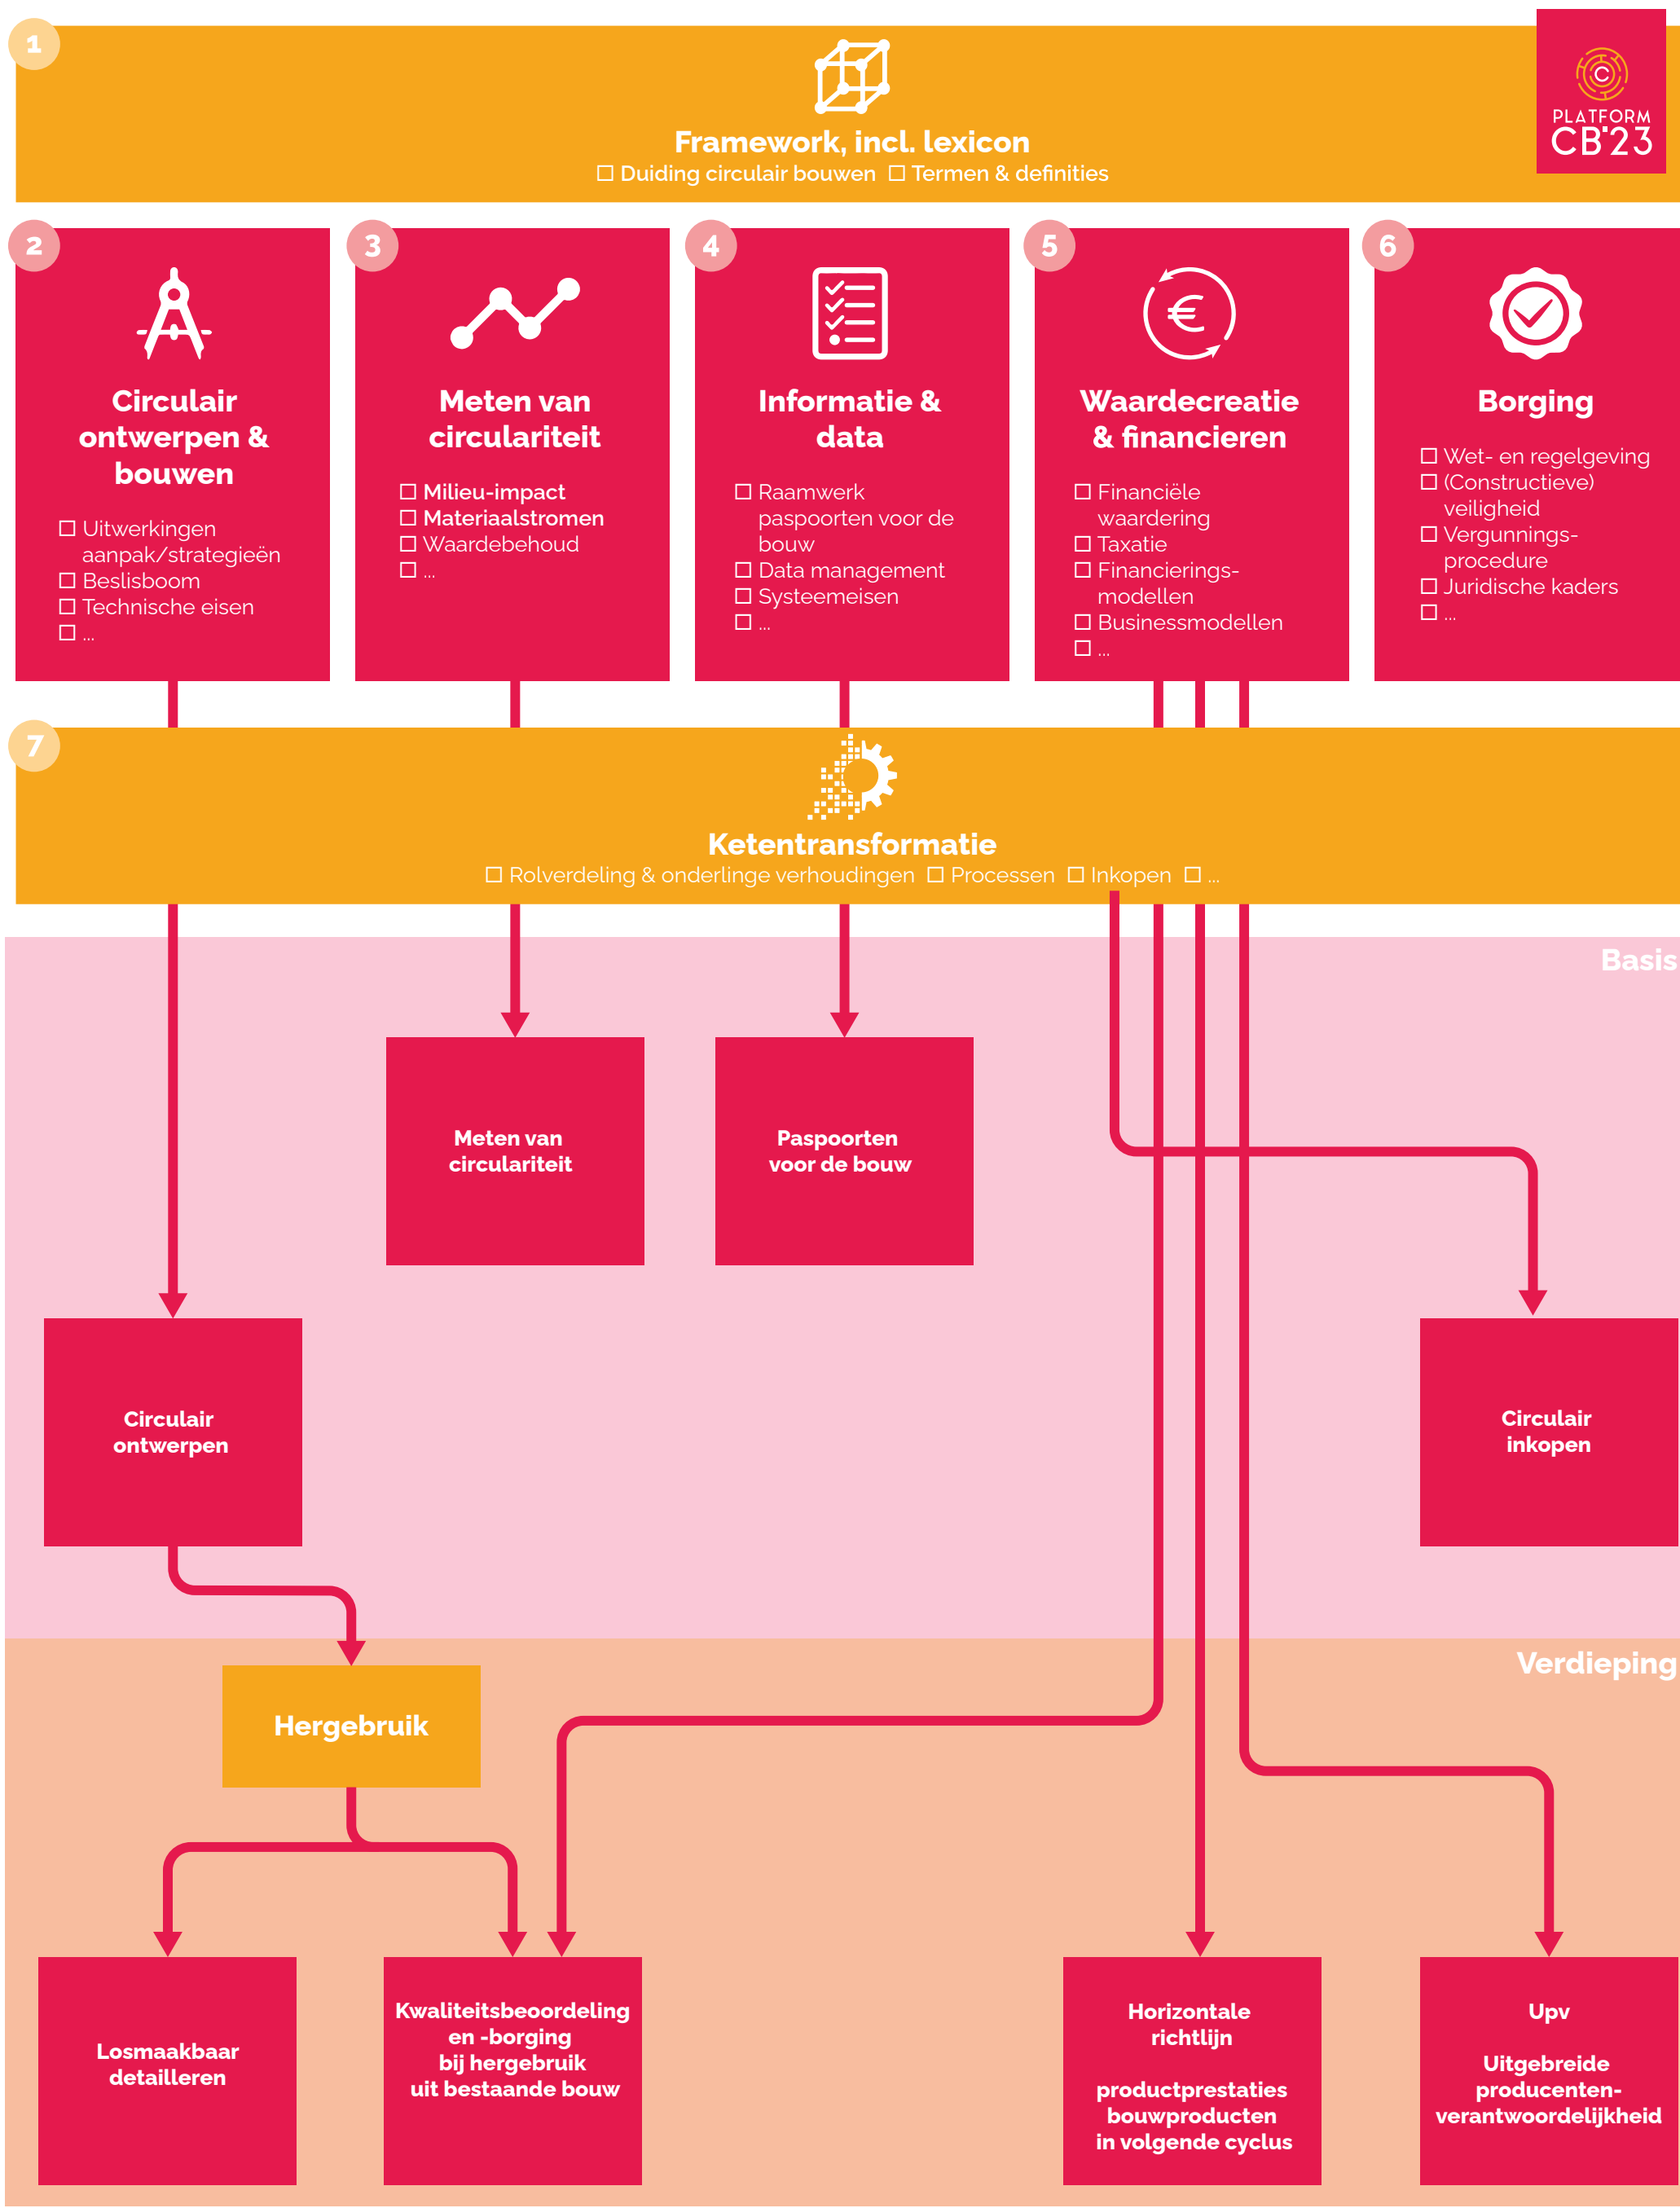 1
PLATFORM
CB'23
Framework, incl. lexicon
☐ Duiding circulair bouwen ☐ Termen & definities
2
Circulair
ontwerpen &
bouwen
☐ Uitwerkingen
aanpak/strategieën
☐ Beslisboom
☐ Technische eisen
☐ ...
3
Meten van
circulariteit
☐ Milieu-impact
☐ Materiaalstromen
☐ Waardebehoud
☐ ...
4
Informatie &
data
☐ Raamwerk
paspoorten voor de
bouw
☐ Data management
☐ Systeemeisen
☐ ...
5
€
Waardecreatie
& financieren
☐ Financiële
waardering
☐ Taxatie
☐ Financierings-
modellen
☐ Businessmodellen
☐ ...
6
Borging
☐ Wet- en regelgeving
☐ (Constructieve)
veiligheid
☐ Vergunnings-
procedure
☐ Juridische kaders
☐ ...
7
Ketentransformatie
☐ Rolverdeling & onderlinge verhoudingen ☐ Processen ☐ Inkopen ☐ ...
Basis
Meten van
circulariteit
Paspoorten
voor de bouw
Circulair
ontwerpen
Circulair
inkopen
Verdieping
Hergebruik
Losmaakbaar
detailleren
Kwaliteitsbeoordeling
en -borging
bij hergebruik
uit bestaande bouw
Horizontale
richtlijn
productprestaties
bouwproducten
in volgende cyclus
Upv
Uitgebreide
producenten-
verantwoordelijkheid